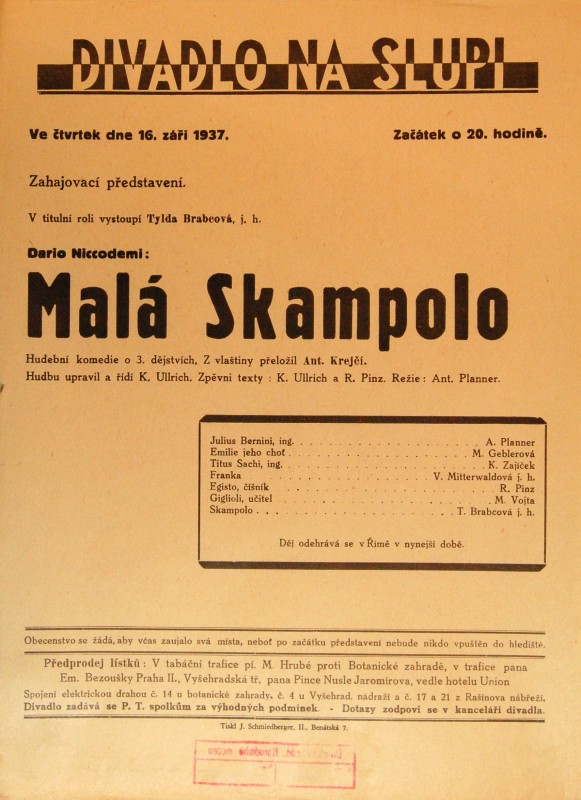 DIVADLO NA SLUPI
Ve čtvrtek dne 16. září 1937. Začátek o 20. hodině.
Zahajovací představení.
V titulní roli vystoupí Tylda Brabcová, j. h.
Dario Niccodemi:
Malá Skampolo
Hudební komedie o 3. dějstvích, Z vlaštiny přeložil Ant. Krejčí.
Hudbu upravil a řídí K. Ullrich. Zpěvní texty : K. Ullrich a R. Pinz. Režie : Ant. Planner.
Julius Bernini, ing. . . . . . . . . . . . . . . . . . . . A. Planner
Emilie jeho choť . . . . . . . . . . . . . . . . . . . M. Geblerová
Titus Sachi, ing. . . . . . . . . . . . . . . . . . . . K. Zajíček
Franka . . . . . . . . . . . . . . . . V. Mitterwaldová j. h.
Egisto, číšník . . . . . . . . . . . . . . . . . . . . R. Pinz
Giglioli, učitel . . . . . . . . . . . . . . . . . . . . M. Vojta
Skampolo . . . . . . . . . . . . . . . . . . T. Brabcová j. h.
Děj odehrává se v Římě v nynejší době.
Obecenstvo se žádá, aby včas zaujalo svá místa, neboť po začátku představení nebude nikdo vpuštěn do hlediště.
Předprodej lístků : V tabáční trafice pí. M. Hrubé proti Botanické zahradě, v trafice pana
Em. Bezoušky Praha II., Vyšehradská tř, pana Pince Nusle Jaromírova, vedle hotelu Union
Spojení elektrickou drahou č. 14 u botanické zahrady, č. 4 u Vyšehrad. nádraží a č. 17 a 21 z Rašínova nábřeží,
Divadlo zadává se P. T. spolkům za výhodných podmínek. - Dotazy zodpoví se v kanceláři divadla.
Tiskl J. Schmiedberger, II., Benátská 7.